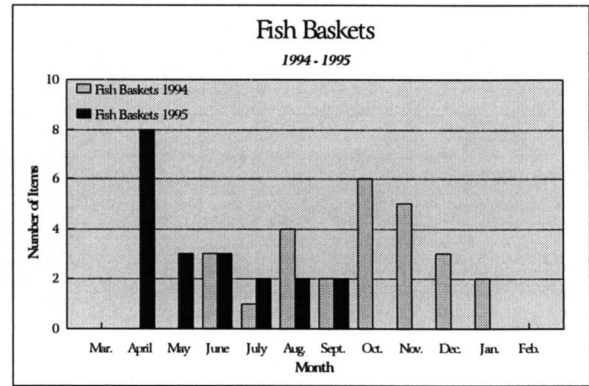 Fish Baskets
1994 - 1995
10
8
6
4
2
0
Number of Items
Fish Baskets 1994
Fish Baskets 1995
Mar. April May June July Aug. Sept. Oct. Nov. Dec. Jan. Feb.
Month